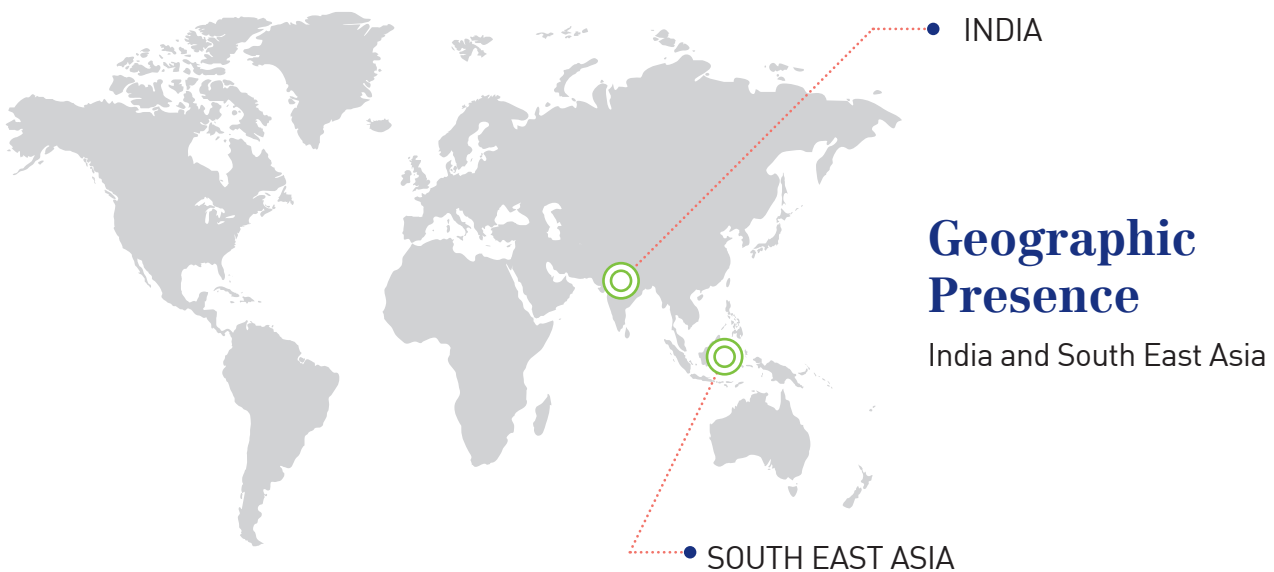 INDIA
Geographic
Presence
India and South East Asia
SOUTH EAST ASIA